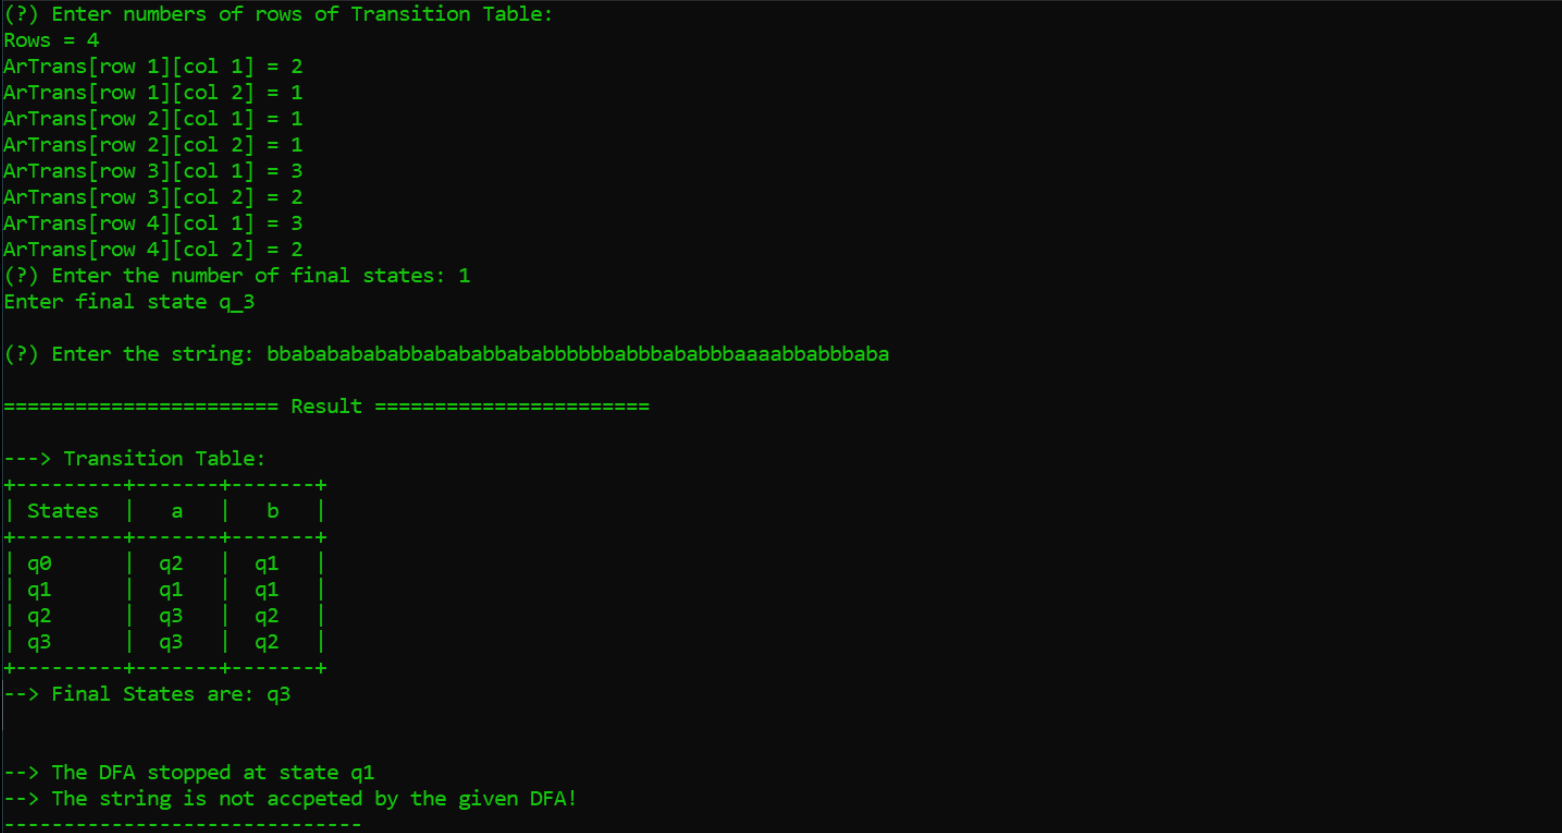 (?) Enter numbers of rows of Transition Table:
Rows = 4
ArTrans[row 1][col 1] = 2
ArTrans[row 1][col 2] = 1
ArTrans[row 2][col 1] = 1
ArTrans[row 2][col 2] = 1
ArTrans[row 3][col 1] = 3
ArTrans[row 3][col 2] = 2
ArTrans[row 4][col 1] = 3
ArTrans[row 4][col 2] = 2
(?) Enter the number of final states: 1
Enter final state q_3
(?) Enter the string: bbabababababbabababbababbbbbbabbbababbbaaaabbabbbaba
======================= Result =======================
---> Transition Table:
+---------+-------+-------+
| States  |   a   |   b   |
+---------+-------+-------+
| q0      |  q2   |  q1   |
| q1      |  q1   |  q1   |
| q2      |  q3   |  q2   |
| q3      |  q3   |  q2   |
+---------+-------+-------+
--> Final States are: q3
--> The DFA stopped at state q1
--> The string is not accpeted by the given DFA!
------------------------------